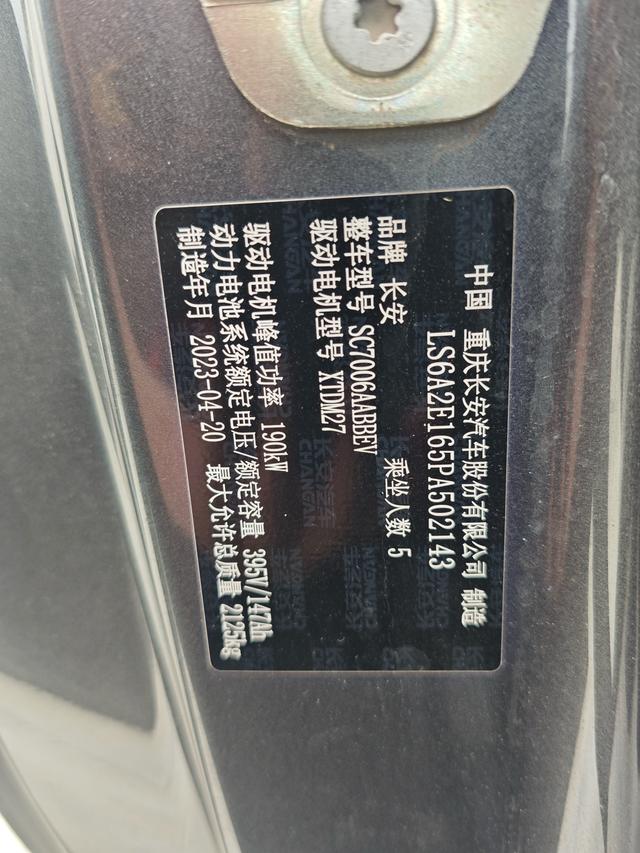 中国 重庆长安汽车股份有限公司 制造
LS6A2E165PA502143
品牌 长安 乘坐人数 5
整车型号 SC7006AABBEV
驱动电机型号 XTDM27
驱动电机峰值功率 190kW
动力电池系统额定电压/额定容量 395V/147Ah
制造年月 2023-04-20 最大允许总质量 2125kg